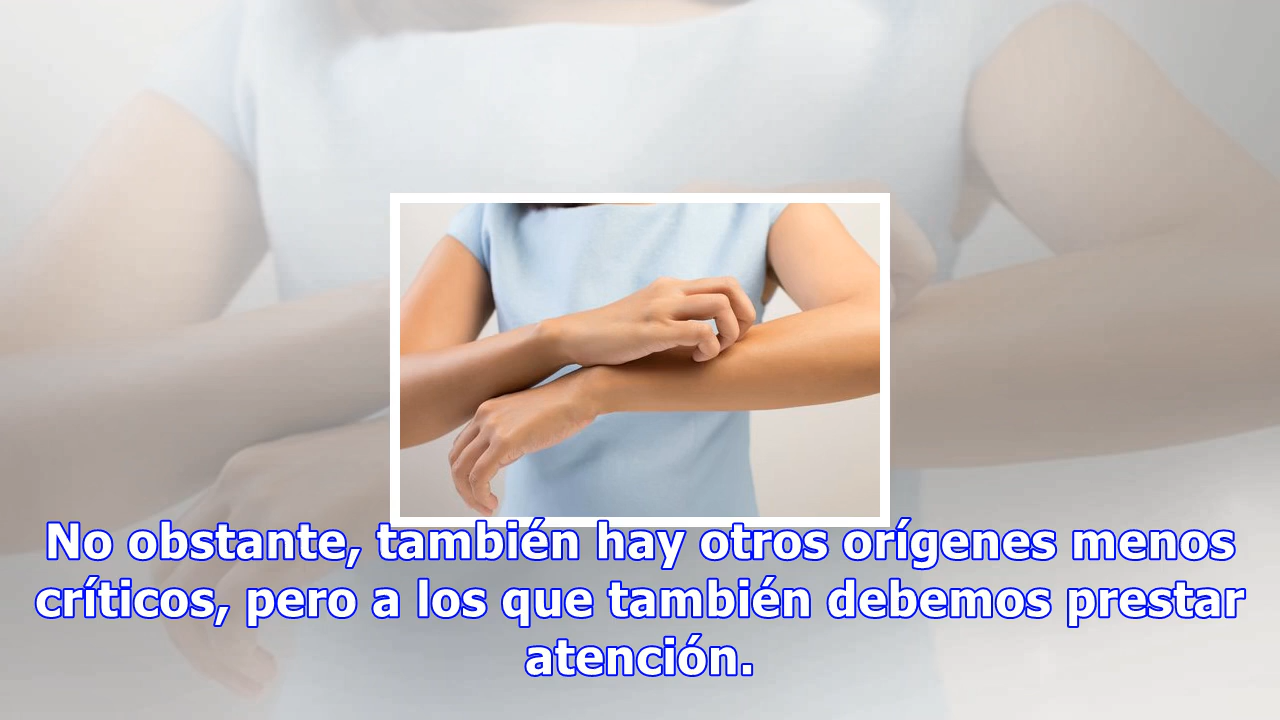 No obstante, también hay otros orígenes menos
críticos, pero a los que también debemos prestar
atención.